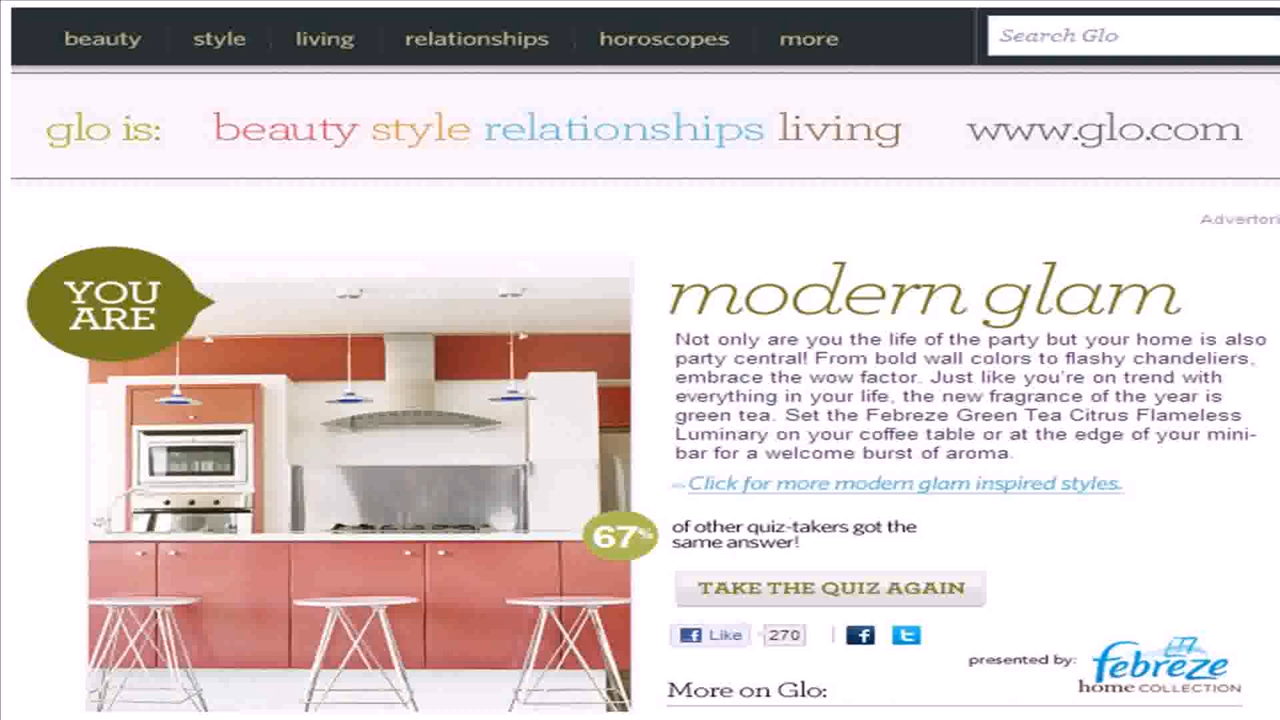 beauty style living relationships horoscopes more Search Glo
glo is: beauty style relationships living www.glo.com
YOU
ARE
modern glam
Not only are you the life of the party but your home is also
party central! From bold wall colors to flashy chandeliers,
embrace the wow factor. Just like you're on trend with
everything in your life, the new fragrance of the year is
green tea. Set the Febreze Green Tea Citrus Flameless
Luminary on your coffee table or at the edge of your mini-
bar for a welcome burst of aroma.
Click for more modern glam inspired styles.
67% of other quiz-takers got the
same answer!
TAKE THE QUIZ AGAIN
Like 270
presented by: febreze
home COLLECTION
More on Glo: